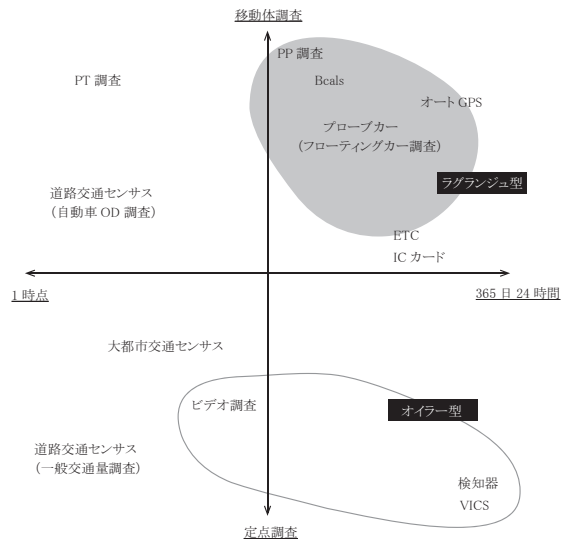 移動体調査
PP 調査
PT 調査
Bcals
オート GPS
プローブカー
(フローティングカー調査)
ラグランジュ型
道路交通センサス
(自動車 OD 調査)
ETC
IC カード
1 時点
365 日 24 時間
大都市交通センサス
ビデオ調査
オイラー型
道路交通センサス
(一般交通量調査)
検知器
VICS
定点調査